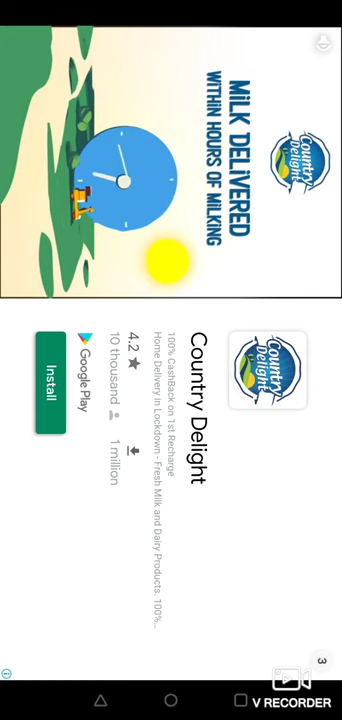 Country
Delight
MILK DELIVERED
WITHIN HOURS OF MILKING
Country
Delight
Country Delight
100% CashBack on 1st Recharge
Home Delivery in Lockdown - Fresh Milk and Dairy Products. 100%...
4.2 ★
10 thousand
1 million
Google Play
Install
3
V RECORDER